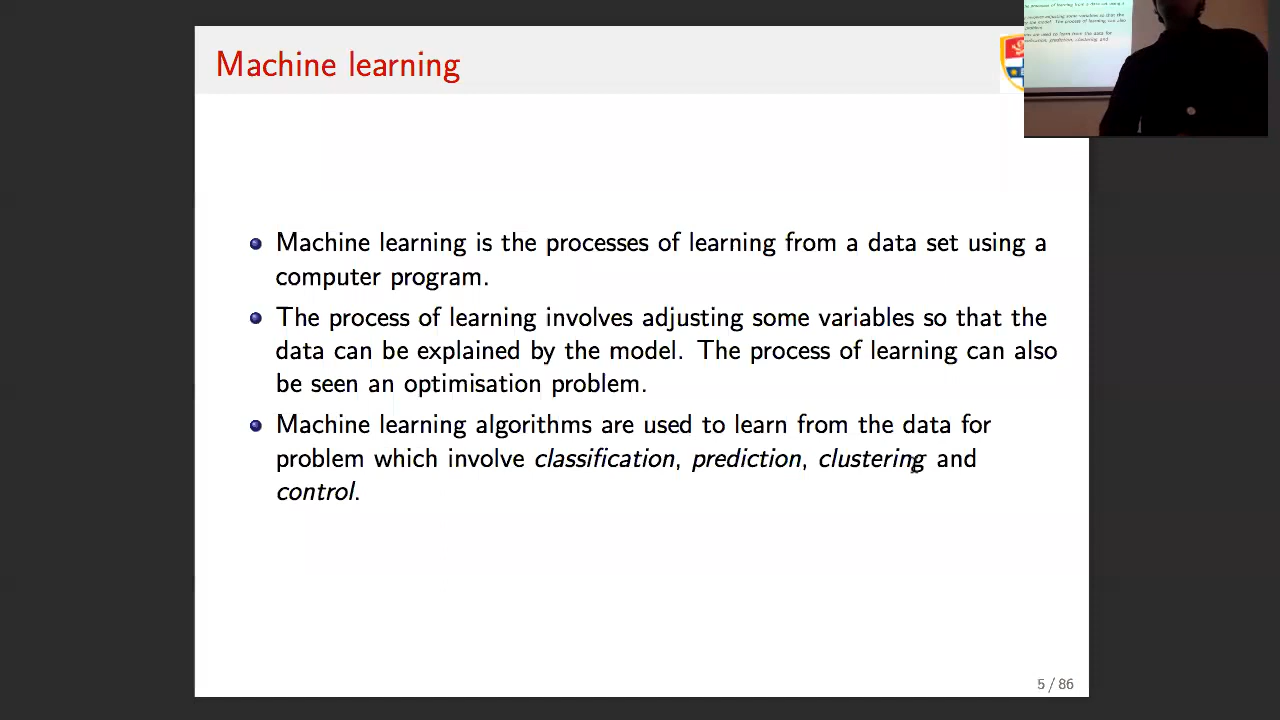 Machine learning
Machine learning is the processes of learning from a data set using a
computer program.
The process of learning involves adjusting some variables so that the
data can be explained by the model. The process of learning can also
be seen an optimisation problem.
Machine learning algorithms are used to learn from the data for
problem which involve classification, prediction, clustering and
control.
5 / 86